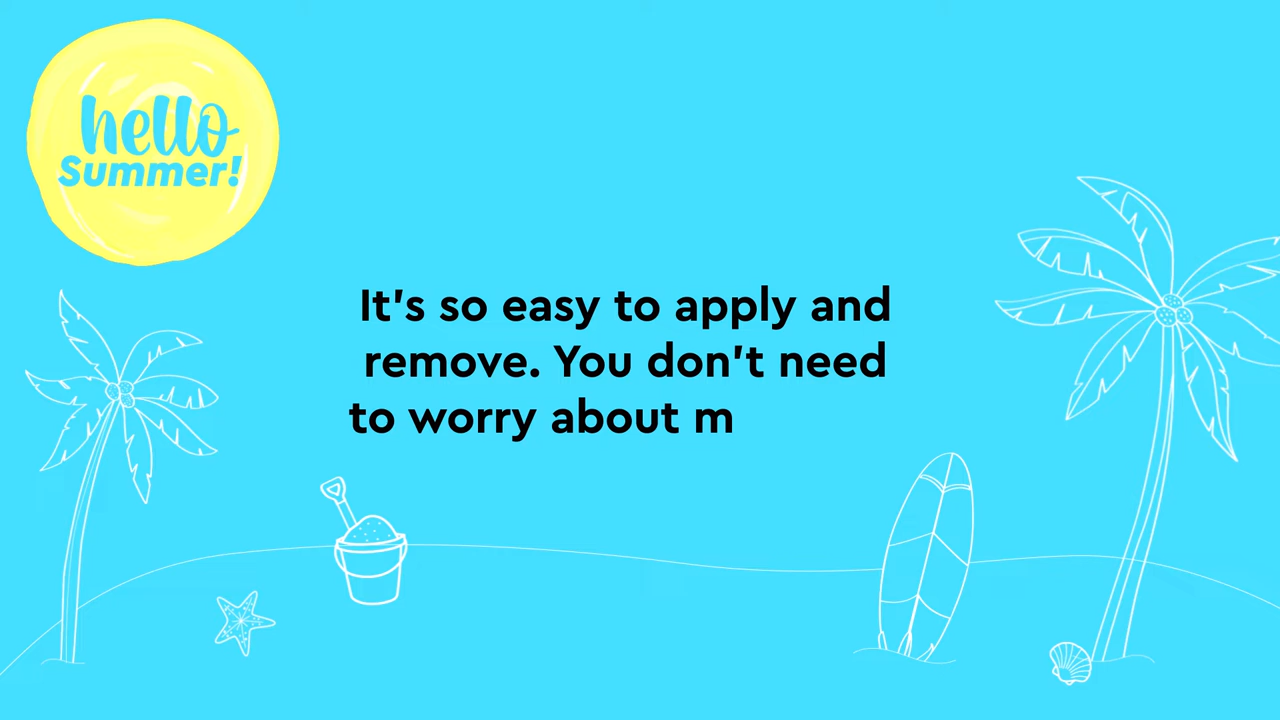 hello
Summer!
It's so easy to apply and
remove. You don't need
to worry about m